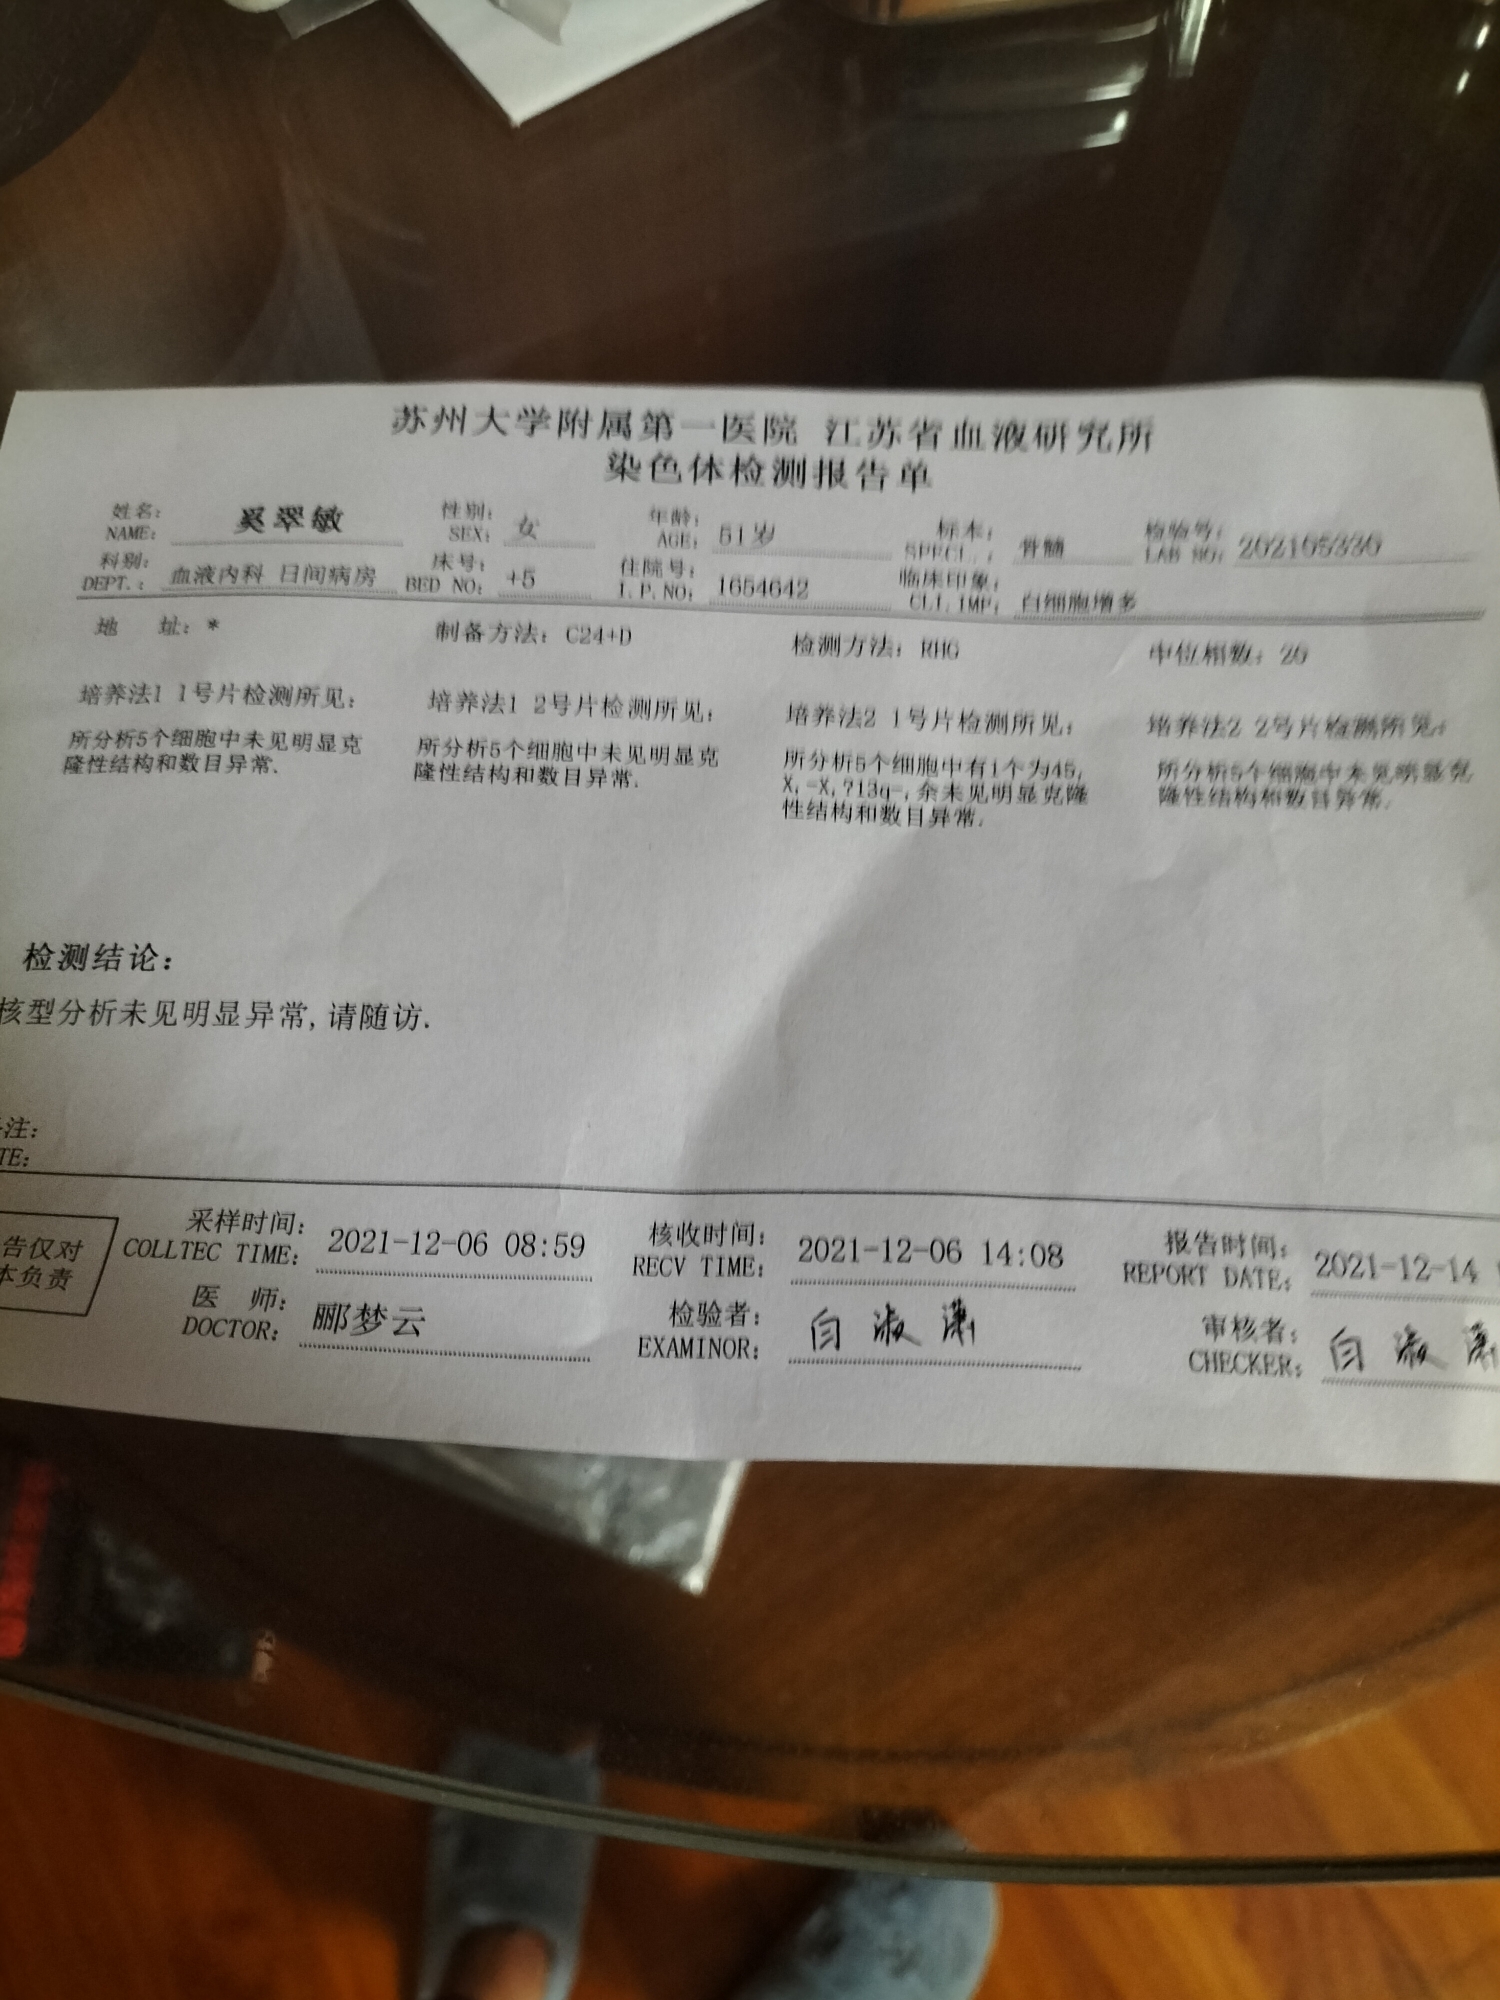 苏州大学附属第一医院 江苏省血液研究所
染色体检测报告单
姓名: 奚翠敏 性别: 女 年龄: 51岁 标本: 骨髓 检验号: 202105330
NAME: SEX: AGE: SPECI.: LAB NO:
科别: 血液内科 日间病房 床号: +5 住院号: 1654642 临床印象: 白细胞增多
DEPT.: BED NO: I.P.NO: CLI.IMP:
地 址: * 制备方法: C24+D 检测方法: RHG 中位相数: 20
培养法1 1号片检测所见: 培养法1 2号片检测所见: 培养法2 1号片检测所见: 培养法2 2号片检测所见:
所分析5个细胞中未见明显克
隆性结构和数目异常.
所分析5个细胞中未见明显克
隆性结构和数目异常.
所分析5个细胞中有1个为45,
X,-X,?13q-,余未见明显克隆
性结构和数目异常.
所分析5个细胞中未见明显克
隆性结构和数目异常.
检测结论:
核型分析未见明显异常,请随访.
注:
TE:
告仅对
本负责
采样时间: 2021-12-06 08:59 核收时间: 2021-12-06 14:08 报告时间: 2021-12-14
COLLTEC TIME: RECV TIME: REPORT DATE:
医 师: 郦梦云 检验者: 白淑潇 审核者: 白淑潇
DOCTOR: EXAMINOR: CHECKER: